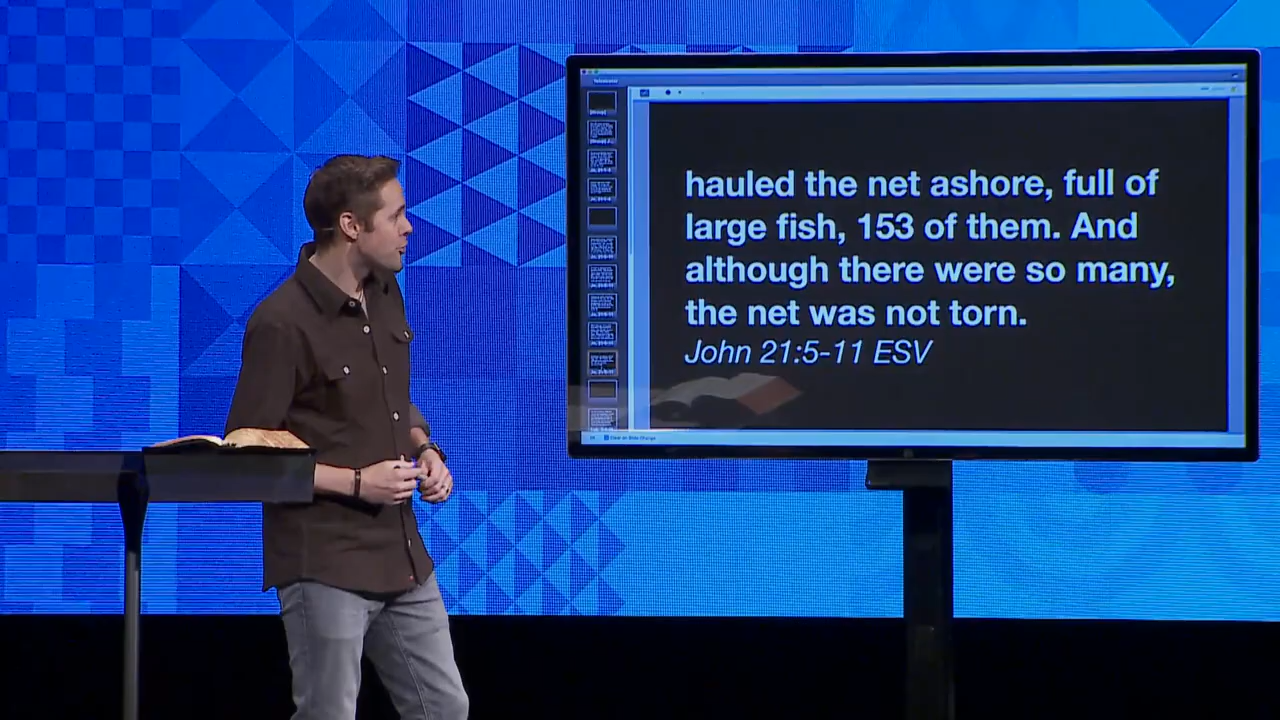 hauled the net ashore, full of
large fish, 153 of them. And
although there were so many,
the net was not torn.
John 21:5-11 ESV